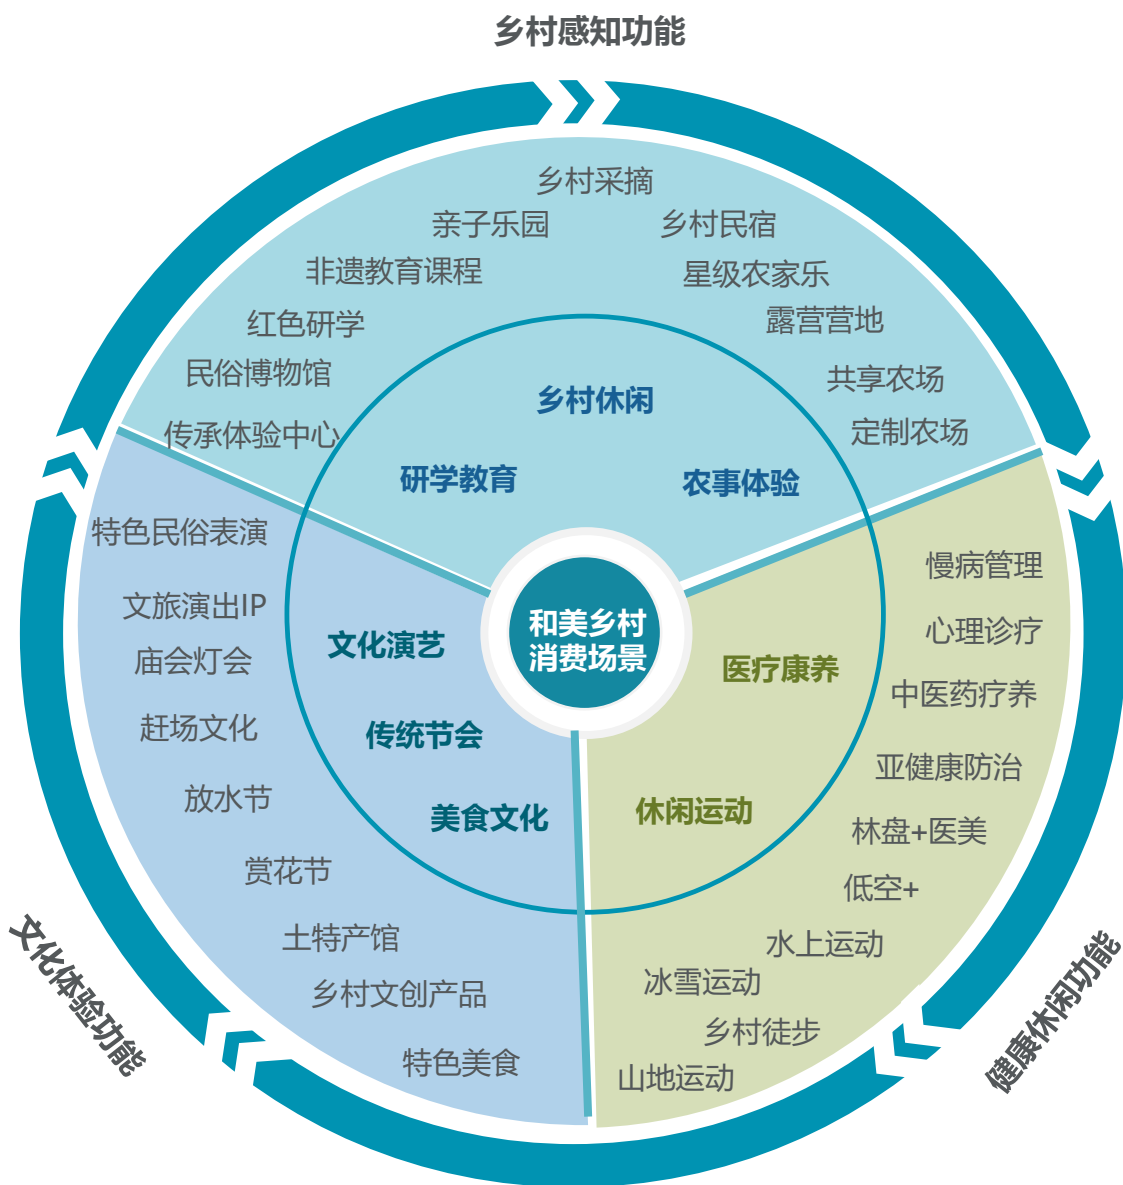 乡村感知功能
乡村采摘
亲子乐园
乡村民宿
非遗教育课程
星级农家乐
红色研学
露营营地
民俗博物馆
共享农场
传承体验中心
定制农场
乡村休闲
研学教育
农事体验
和美乡村
消费场景
特色民俗表演
文旅演出IP
庙会灯会
赶场文化
放水节
赏花节
土特产馆
乡村文创产品
特色美食
文化演艺
传统节会
美食文化
医疗康养
休闲运动
慢病管理
心理诊疗
中医药疗养
亚健康防治
林盘+医美
低空+
水上运动
冰雪运动
乡村徒步
山地运动
文化体验功能
健康休闲功能